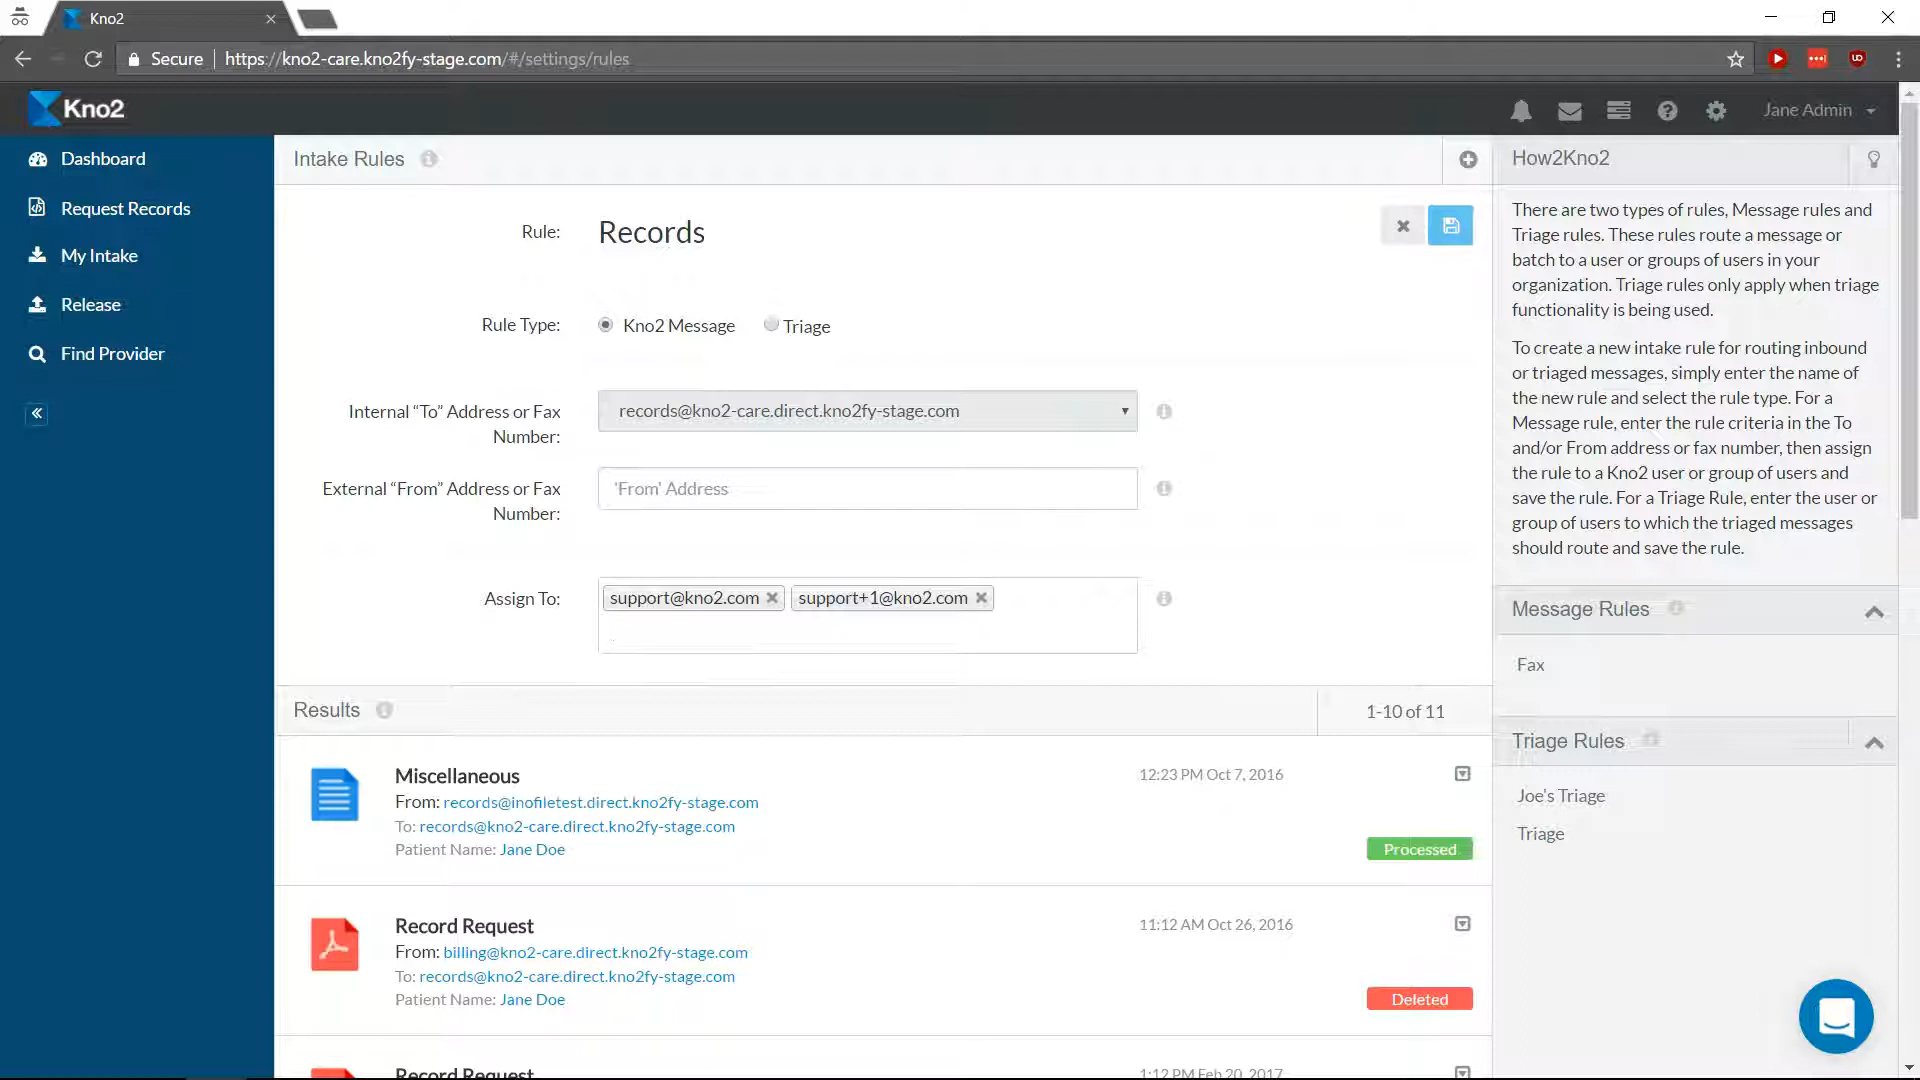 Kno2
Secure
https://kno2-care.kno2fy-stage.com/#/settings/rules
Kno2
Jane Admin
Dashboard
Request Records
My Intake
Release
Find Provider
Intake Rules
Rule:
Records
Rule Type:
Kno2 Message
Triage
Internal “To” Address or Fax
Number:
records@kno2-care.direct.kno2fy-stage.com
External “From” Address or Fax
Number:
'From' Address
Assign To:
support@kno2.com
support+1@kno2.com
Results
1-10 of 11
Miscellaneous
12:23 PM Oct 7, 2016
From: records@inofiletest.direct.kno2fy-stage.com
To: records@kno2-care.direct.kno2fy-stage.com
Patient Name: Jane Doe
Processed
Record Request
11:12 AM Oct 26, 2016
From: billing@kno2-care.direct.kno2fy-stage.com
To: records@kno2-care.direct.kno2fy-stage.com
Patient Name: Jane Doe
Deleted
Record Request
1:12 PM Feb 20, 2017
How2Kno2
There are two types of rules, Message rules and
Triage rules. These rules route a message or
batch to a user or groups of users in your
organization. Triage rules only apply when triage
functionality is being used.
To create a new intake rule for routing inbound
or triaged messages, simply enter the name of
the new rule and select the rule type. For a
Message rule, enter the rule criteria in the To
and/or From address or fax number, then assign
the rule to a Kno2 user or group of users and
save the rule. For a Triage Rule, enter the user or
group of users to which the triaged messages
should route and save the rule.
Message Rules
Fax
Triage Rules
Joe's Triage
Triage